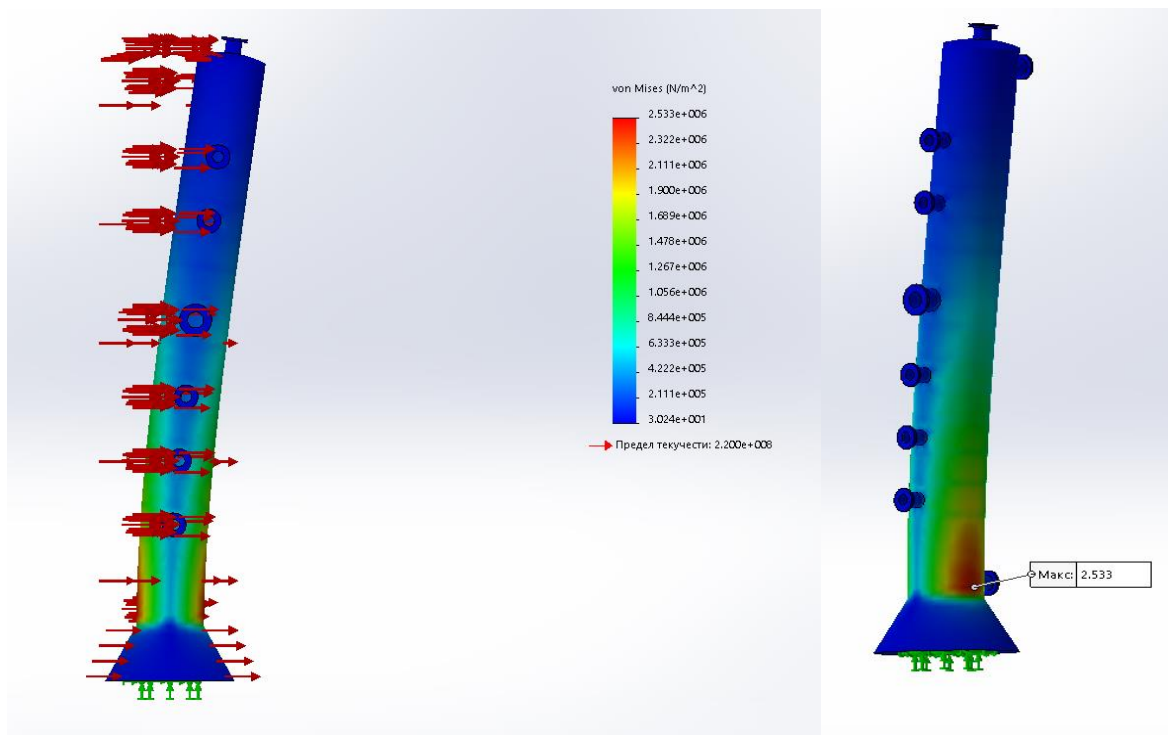 von Mises (N/m^2)
2.533e+006
2.322e+006
2.111e+006
1.900e+006
1.689e+006
1.478e+006
1.267e+006
1.056e+006
8.444e+005
6.333e+005
4.222e+005
2.111e+005
3.024e+001
Предел текучести: 2.200e+008
Макс: 2.533